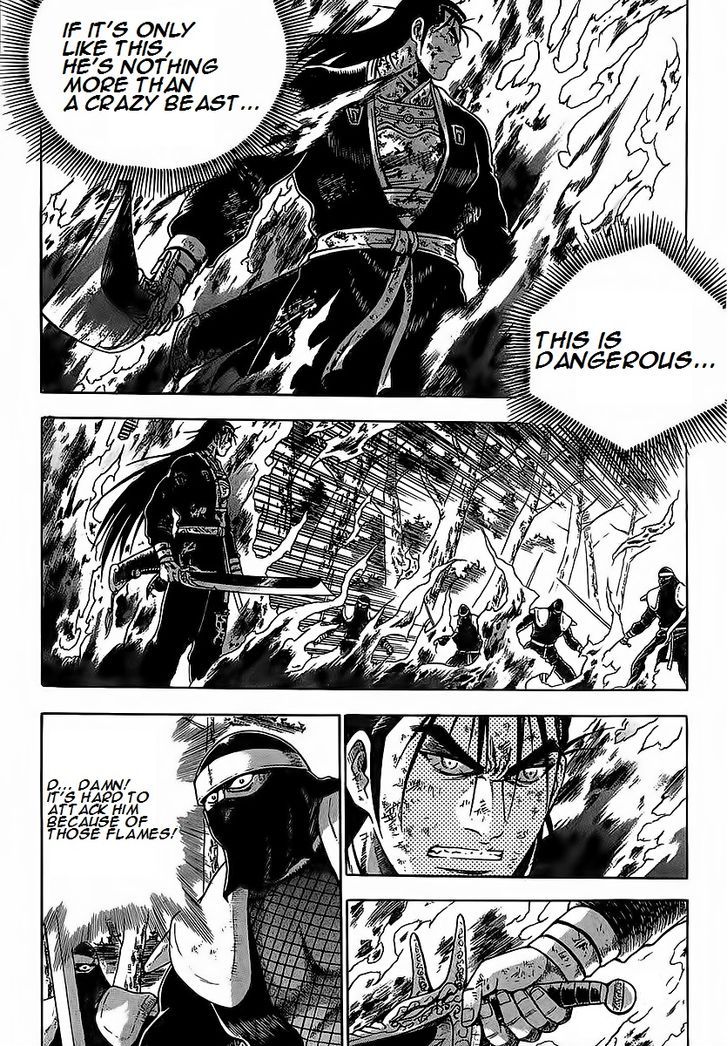 IF IT'S ONLY
LIKE THIS,
HE'S NOTHING
MORE THAN
A CRAZY BEAST...
THIS IS
DANGEROUS...
D... DAMN!
IT'S HARD TO
ATTACK HIM
BECAUSE OF
THOSE FLAMES!